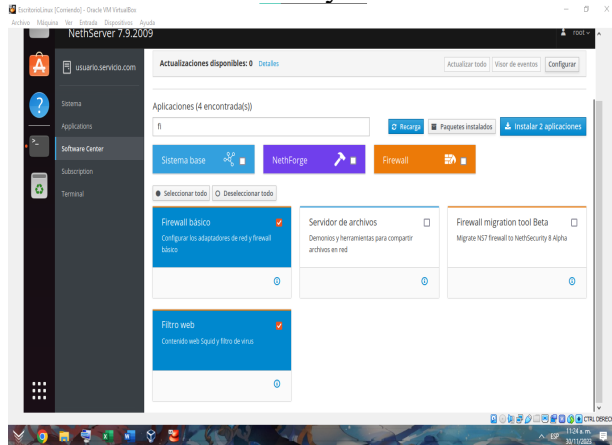 EscritorioLinux [Corriendo] - Oracle VM VirtualBox
Archivo Máquina Ver Entrada Dispositivos Ayuda
NethServer 7.9.2009
root
usuario.servicio.com
Actualizaciones disponibles: 0 Detalles
Actualizar todo Visor de eventos Configurar
Sistema
Applications
Software Center
Subscription
Terminal
Aplicaciones (4 encontrada(s))
fi
Recarga Paquetes instalados Instalar 2 aplicaciones
Sistema base NethForge Firewall
Seleccionar todo Deseleccionar todo
Firewall básico
Configurar los adaptadores de red y firewall
básico
Servidor de archivos
Demonios y herramientas para compartir
archivos en red
Firewall migration tool Beta
Migrate NS7 firewall to NethSecurity 8 Alpha
Filtro web
Contenido web Squid y filtro de virus
CTRL DERECHO
ESP
11:24 a. m.
30/11/2023